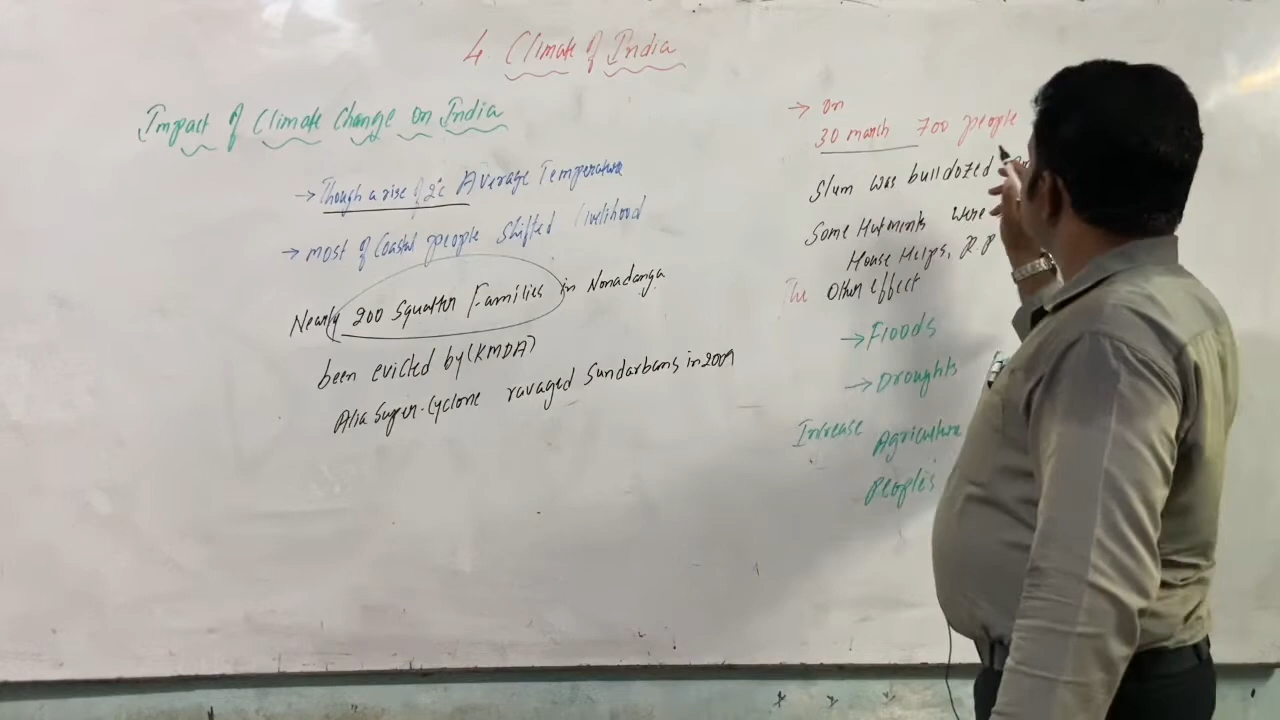 4. Climate of India
Impact of Climate Change on India
→ Though a rise of 2°c Average Temperature
→ most of Coastal people Shifted Livelihood
Nearly 200 Squatter Families in Nonadanga
been evicted by (KMDA)
Alia Super-Cyclone ravaged Sundarbans in 2009
→ on
30 march 700 people
Slum was bulldozed
Some Hutments were
House Helps,
The Other effect
→ Floods
→ Droughts
Increase Agriculture
peoples